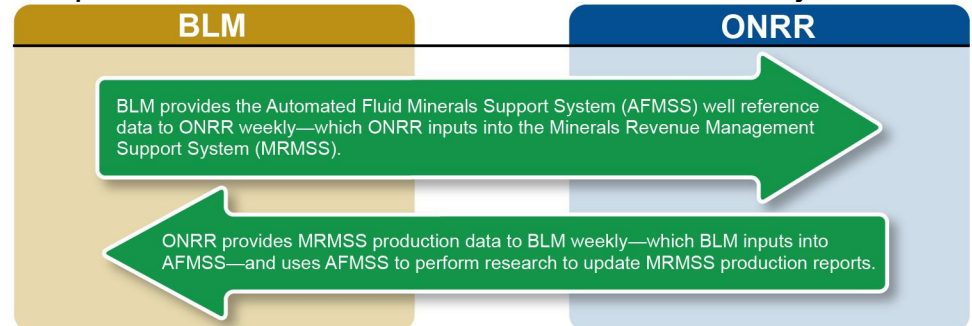 BLM
ONRR
BLM provides the Automated Fluid Minerals Support System (AFMSS) well reference
data to ONRR weekly—which ONRR inputs into the Minerals Revenue Management
Support System (MRMSS).
ONRR provides MRMSS production data to BLM weekly—which BLM inputs into
AFMSS—and uses AFMSS to perform research to update MRMSS production reports.